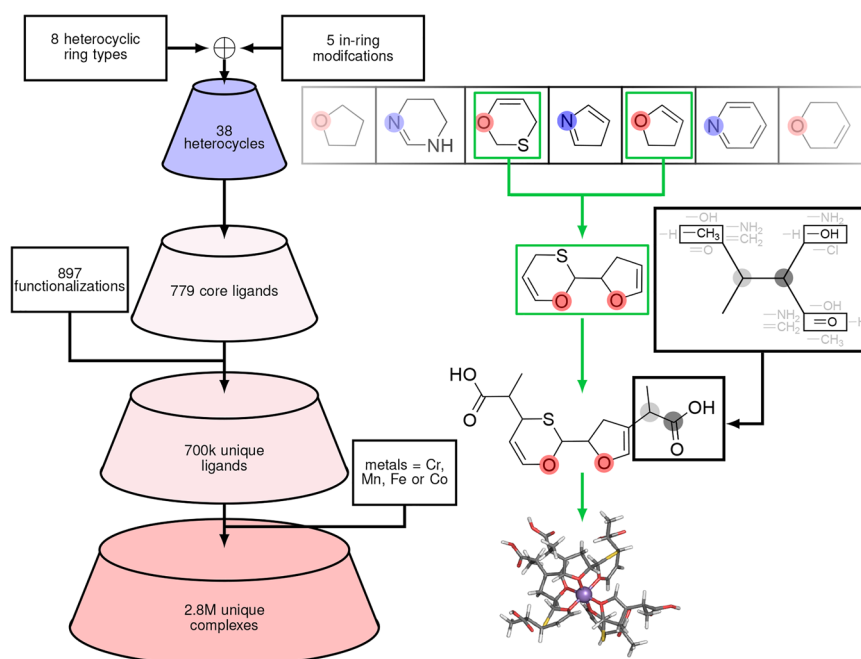 8 heterocyclic
ring types
5 in-ring
modifcations
38
heterocycles
O
N
NH
O
S
N
O
N
O
897
functionalizations
779 core ligands
S
O
O
—OH
—NH₂
═CH₂
—H
—CH₃
═O
—NH₂
—H
—OH
—Cl
—OH
—NH₂
═CH₂
═O
—H
—CH₃
700k unique
ligands
metals = Cr,
Mn, Fe or Co
HO
O
S
O
O
OH
O
2.8M unique
complexes